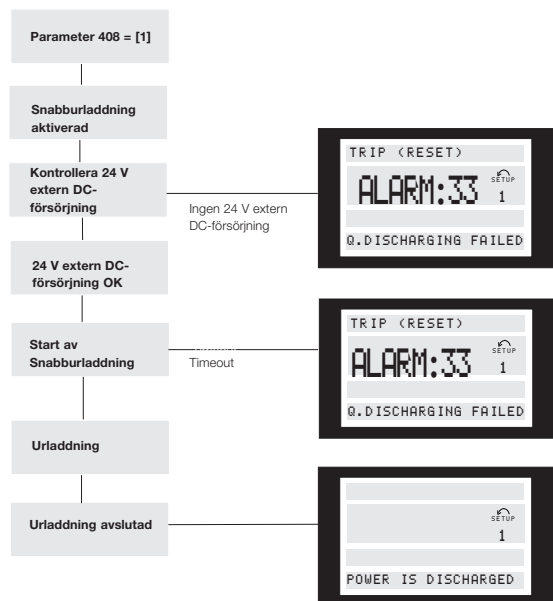 Parameter 408 = [1]
Snabburladdning
aktiverad
Kontrollera 24 V
extern DC-
försörjning
Ingen 24 V extern
DC-försörjning
TRIP (RESET)
ALARM:33
SETUP
1
Q.DISCHARGING FAILED
24 V extern DC-
försörjning OK
Start av
Snabburladdning
Timeout
TRIP (RESET)
ALARM:33
SETUP
1
Q.DISCHARGING FAILED
Urladdning
Urladdning avslutad
SETUP
1
POWER IS DISCHARGED